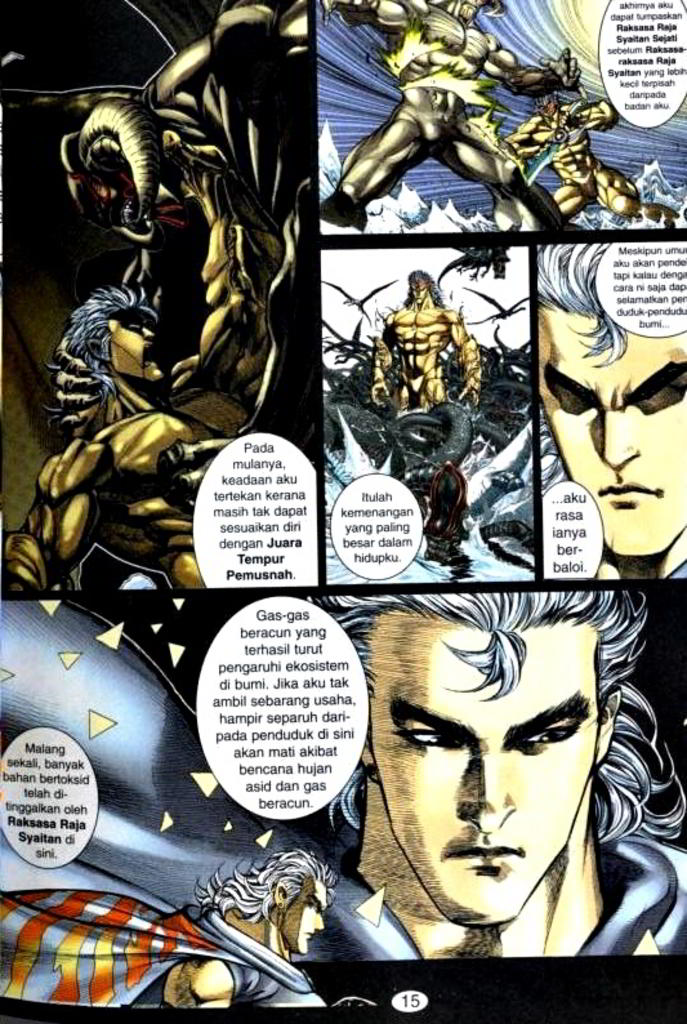 Pada
mulanya,
keadaan aku
tertekan kerana
masih tak dapat
sesuaikan diri
dengan Juara
Tempur
Pemusnah.
akhirnya aku
dapat tumpaskan
Raksasa Raja
Syaitan Sejati
sebelum Raksasa-
raksasa Raja
Syaitan yang lebih
kecil terpisah
daripada
badan aku.
Itulah
kemenangan
yang paling
besar dalam
hidupku.
Meskipun
aku akan
tapi kalau
cara ni saja
selamatkan
duduk-
bumi...
...aku
rasa
ianya
ber-
baloi.
Gas-gas
beracun yang
terhasil turut
pengaruhi ekosistem
di bumi. Jika aku tak
ambil sebarang usaha,
hampir separuh dari-
pada penduduk di sini
akan mati akibat
bencana hujan
asid dan gas
beracun.
Malang
sekali, banyak
bahan bertoksid
telah di-
tinggalkan oleh
Raksasa Raja
Syaitan di
sini.
15